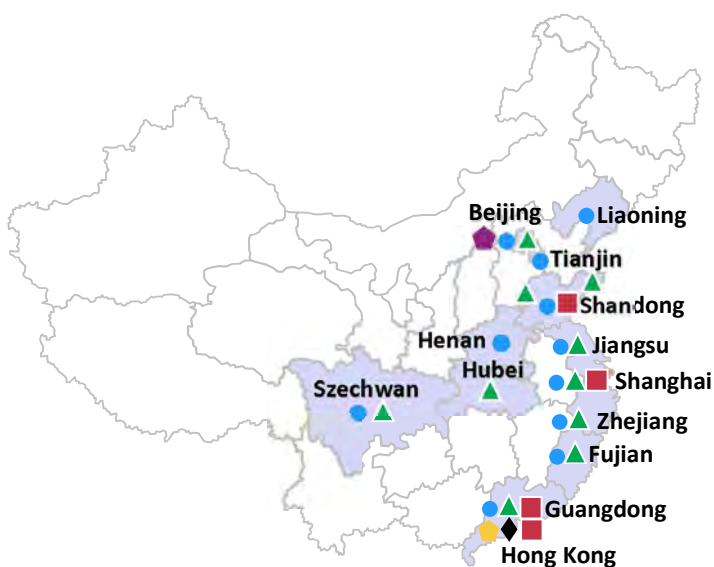 Beijing
Liaoning
Tianjin
Shandong
Henan
Jiangsu
Hubei
Szechwan
Shanghai
Zhejiang
Fujian
Guangdong
Hong Kong